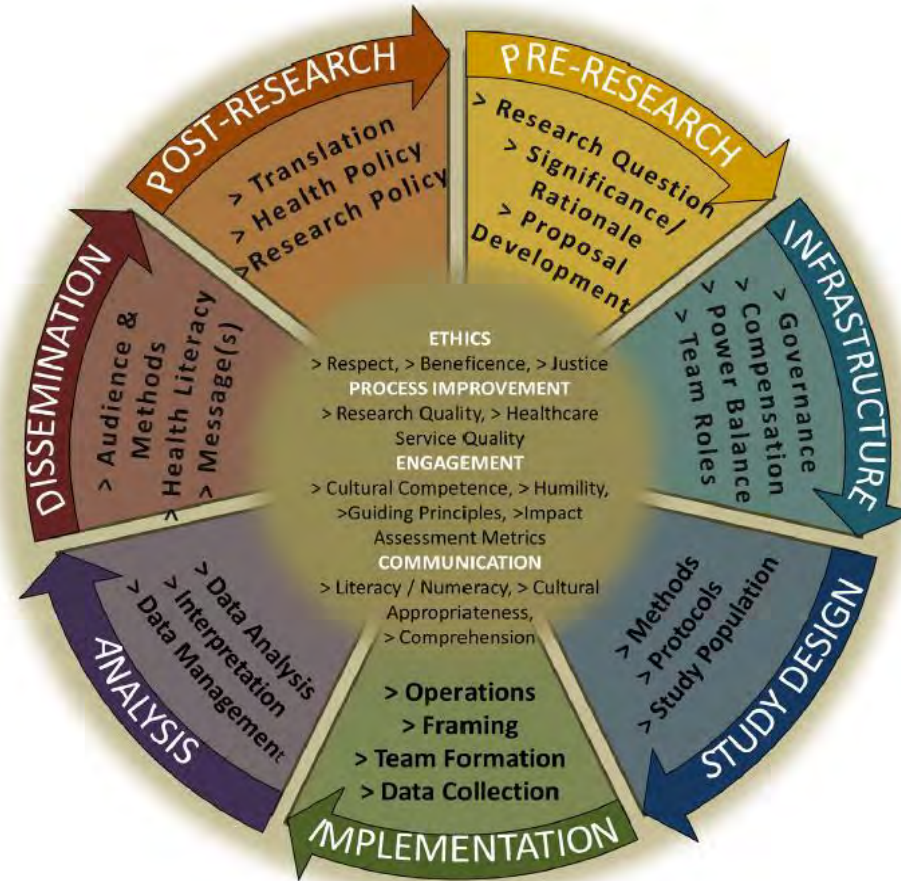 PRE-RESEARCH
> Research Question
> Significance/
Rationale
> Proposal
Development
INFRASTRUCTURE
> Governance
> Compensation
> Power Balance
> Team Roles
STUDY DESIGN
> Methods
> Protocols
> Study Population
IMPLEMENTATION
> Operations
> Framing
> Team Formation
> Data Collection
ANALYSIS
> Data Analysis
> Interpretation
> Data Management
DISSEMINATION
> Audience &
Methods
> Health Literacy
> Message(s)
POST-RESEARCH
> Translation
> Health Policy
>Research Policy
ETHICS
> Respect, > Beneficence, > Justice
PROCESS IMPROVEMENT
> Research Quality, > Healthcare
Service Quality
ENGAGEMENT
> Cultural Competence, > Humility,
>Guiding Principles, >Impact
Assessment Metrics
COMMUNICATION
> Literacy / Numeracy, > Cultural
Appropriateness,
> Comprehension